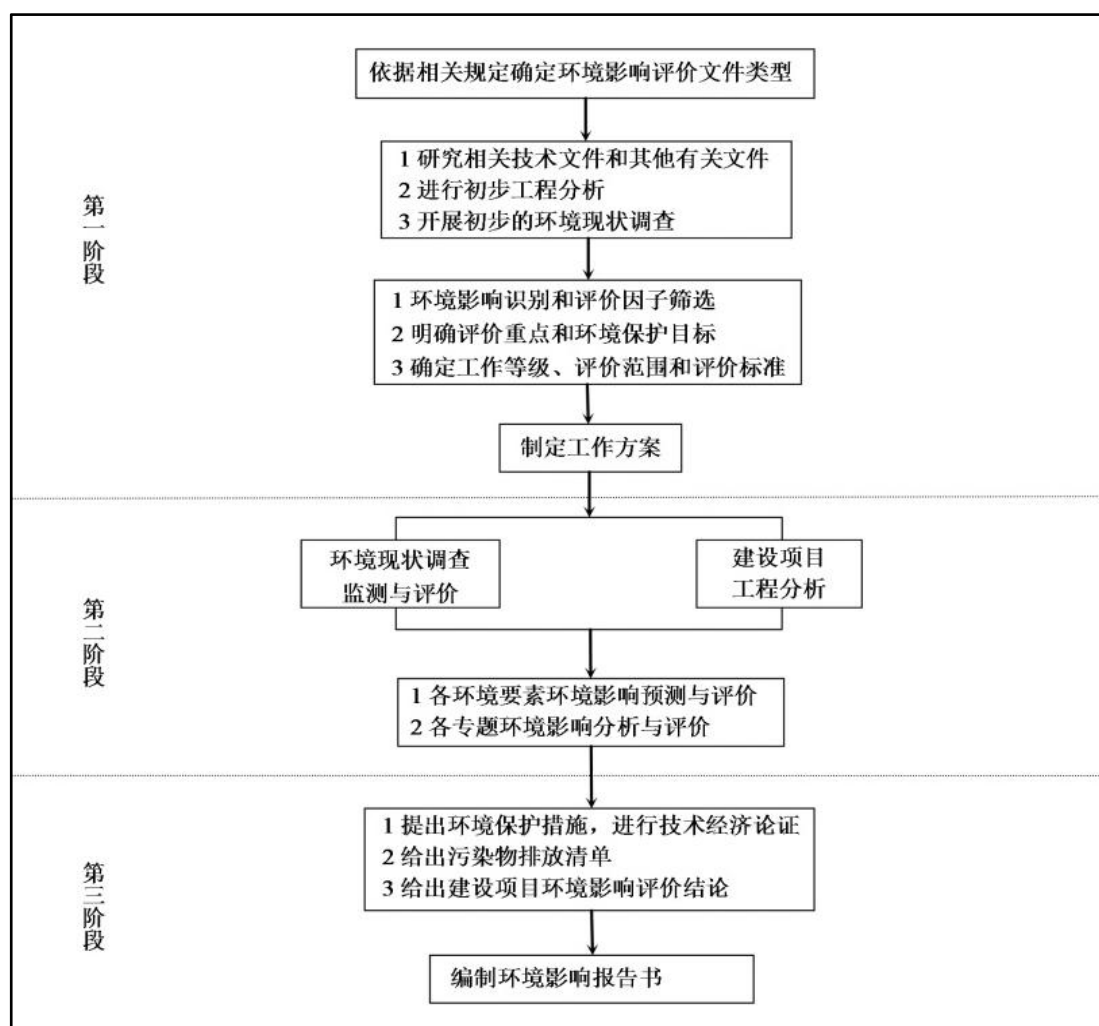 依据相关规定确定环境影响评价文件类型
1 研究相关技术文件和其他有关文件
2 进行初步工程分析
3 开展初步的环境现状调查
第一阶段
1 环境影响识别和评价因子筛选
2 明确评价重点和环境保护目标
3 确定工作等级、评价范围和评价标准
制定工作方案
第二阶段
环境现状调查
监测与评价
建设项目
工程分析
1 各环境要素环境影响预测与评价
2 各专题环境影响分析与评价
第三阶段
1 提出环境保护措施，进行技术经济论证
2 给出污染物排放清单
3 给出建设项目环境影响评价结论
编制环境影响报告书